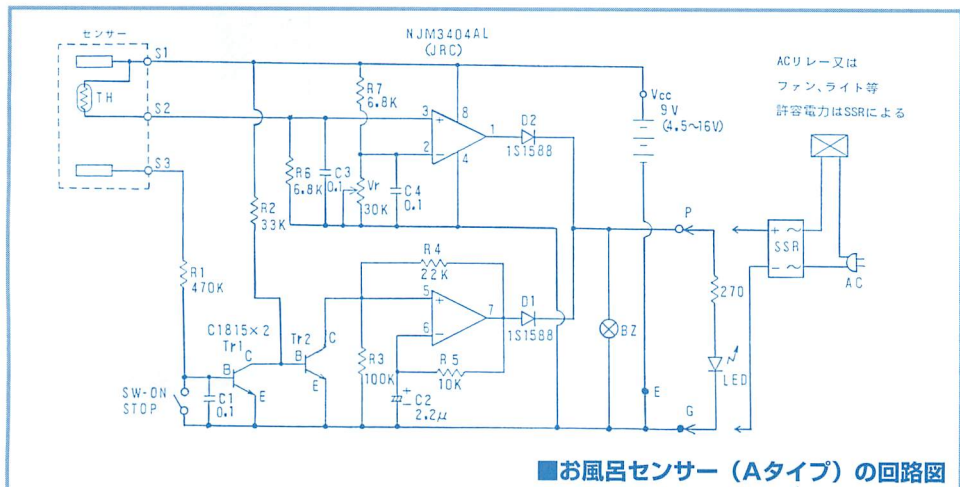 センサー
S1
TH
S2
S3
NJM3404AL
(JRC)
R7
6.8K
3
+
8
1
2
-
4
D2
1S1588
R6
6.8K
C3
0.1
Vr
30K
C4
0.1
R2
33K
R1
470K
C1815×2
Tr1
C
B
E
Tr2
C
B
E
C1
0.1
SW-ON
STOP
R4
22K
5
+
6
-
7
D1
1S1588
R3
100K
R5
10K
+
-
C2
2.2μ
Vcc
9V
(4.5~16V)
P
BZ
E
G
270
LED
ACリレー又は
ファン、ライト等
許容電力はSSRによる
+ ~
SSR
- ~
AC
■お風呂センサー(Aタイプ)の回路図